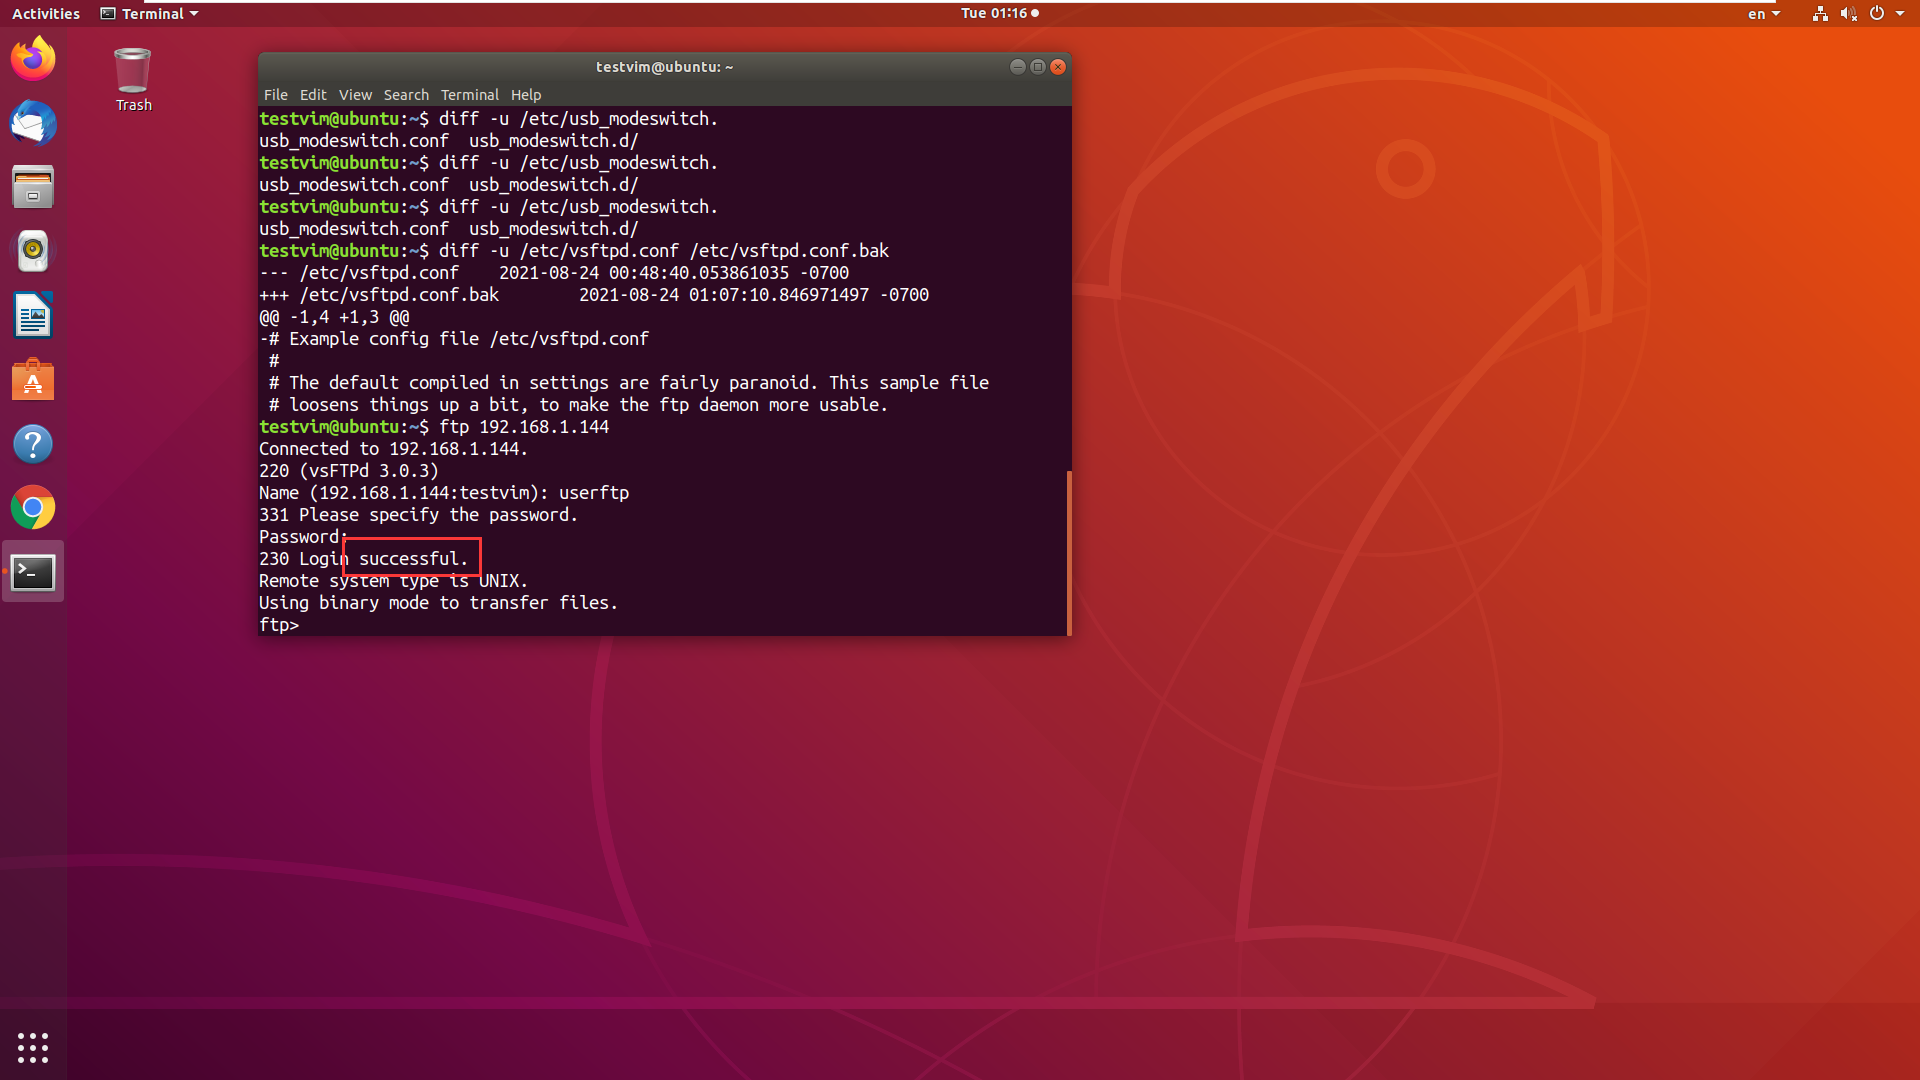 Activities Terminal Tue 01:16 en
Trash
testvim@ubuntu: ~
File Edit View Search Terminal Help
testvim@ubuntu:~$ diff -u /etc/usb_modeswitch.
usb_modeswitch.conf  usb_modeswitch.d/
testvim@ubuntu:~$ diff -u /etc/usb_modeswitch.
usb_modeswitch.conf  usb_modeswitch.d/
testvim@ubuntu:~$ diff -u /etc/usb_modeswitch.
usb_modeswitch.conf  usb_modeswitch.d/
testvim@ubuntu:~$ diff -u /etc/vsftpd.conf /etc/vsftpd.conf.bak
--- /etc/vsftpd.conf    2021-08-24 00:48:40.053861035 -0700
+++ /etc/vsftpd.conf.bak        2021-08-24 01:07:10.846971497 -0700
@@ -1,4 +1,3 @@
-# Example config file /etc/vsftpd.conf
 #
 # The default compiled in settings are fairly paranoid. This sample file
 # loosens things up a bit, to make the ftp daemon more usable.
testvim@ubuntu:~$ ftp 192.168.1.144
Connected to 192.168.1.144.
220 (vsFTPd 3.0.3)
Name (192.168.1.144:testvim): userftp
331 Please specify the password.
Password:
230 Login successful.
Remote system type is UNIX.
Using binary mode to transfer files.
ftp>